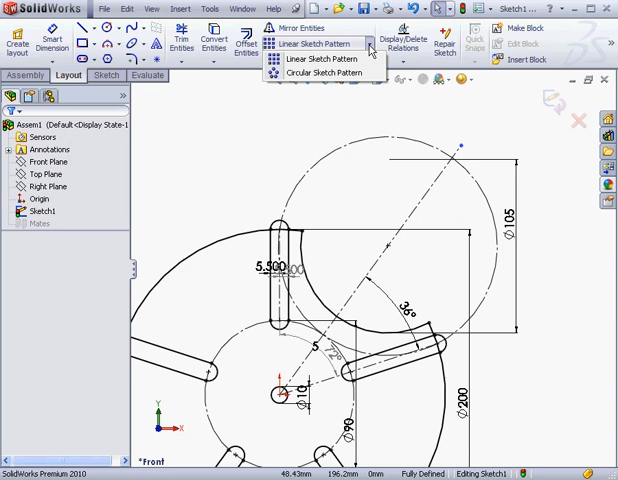 SolidWorks File Edit View Insert Tools Sketch1 ...
Create layout
Smart Dimension
Trim Entities
Convert Entities
Offset Entities
Mirror Entities
Linear Sketch Pattern
Linear Sketch Pattern
Circular Sketch Pattern
Display/Delete Relations
Repair Sketch
Quick Snaps
Make Block
Edit Block
Insert Block
Assembly Layout Sketch Evaluate
Assem1 (Default<Display State-1
Sensors
Annotations
Front Plane
Top Plane
Right Plane
Origin
Sketch1
Mates
Ø105
5.500
36°
5
72°
Ø10
Ø90
Ø200
Y
X
*Front
SolidWorks Premium 2010 48.43mm 196.2mm 0mm Fully Defined Editing Sketch1